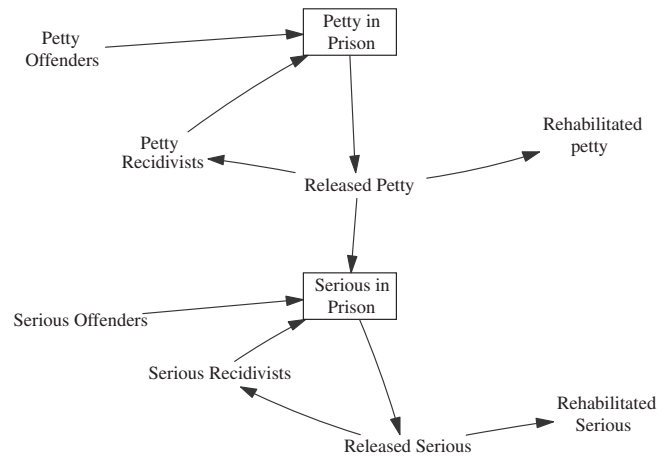 Petty in
Prison
Petty
Offenders
Petty
Recidivists
Rehabilitated
petty
Released Petty
Serious in
Prison
Serious Offenders
Serious Recidivists
Rehabilitated
Serious
Released Serious